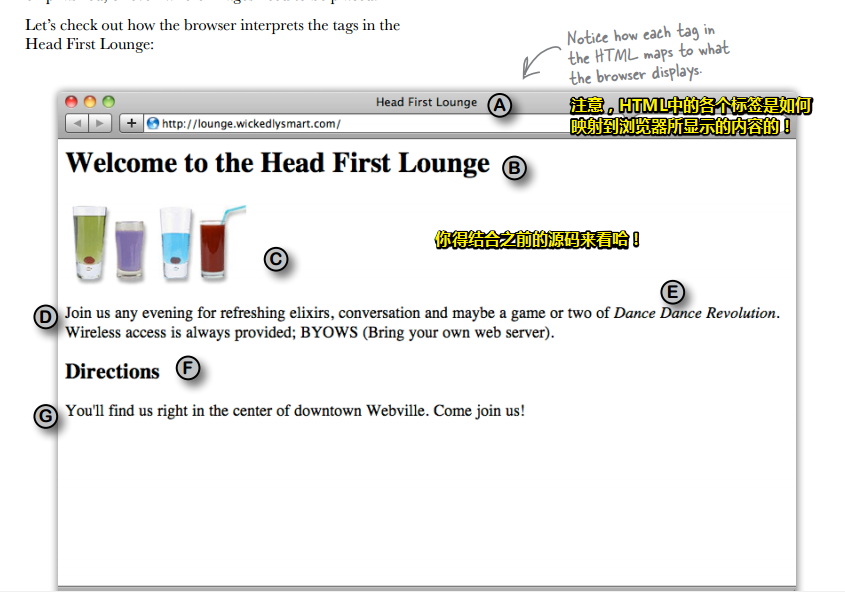 Let's check out how the browser interprets the tags in the
Head First Lounge:
Notice how each tag in
the HTML maps to what
the browser displays.
Head First Lounge
A
注意，HTML中的各个标签是如何
映射到浏览器所显示的内容的！
http://lounge.wickedlysmart.com/
Welcome to the Head First Lounge
B
你得结合之前的源码来看哈！
C
E
D
Join us any evening for refreshing elixirs, conversation and maybe a game or two of Dance Dance Revolution.
Wireless access is always provided; BYOWS (Bring your own web server).
Directions
F
G
You'll find us right in the center of downtown Webville. Come join us!